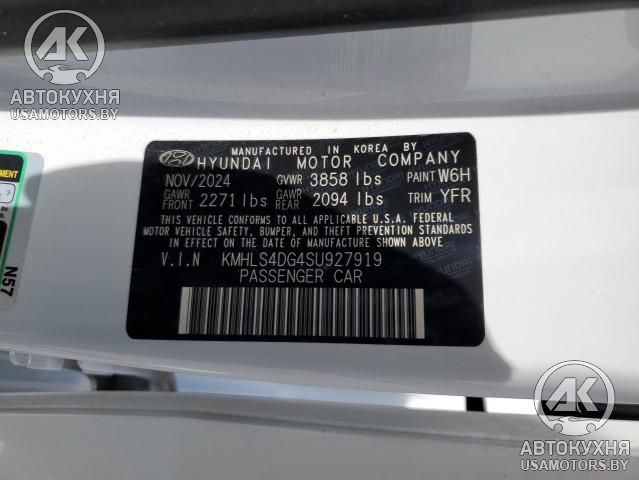 AK
АВТОКУХНЯ
USAMOTORS.BY
MANUFACTURED IN KOREA BY
HYUNDAI MOTOR COMPANY
NOV/2024 GVWR 3858 lbs PAINT W6H
GAWR FRONT 2271 lbs GAWR REAR 2094 lbs TRIM YFR
THIS VEHICLE CONFORMS TO ALL APPLICABLE U.S.A. FEDERAL
MOTOR VEHICLE SAFETY, BUMPER, AND THEFT PREVENTION STANDARDS
IN EFFECT ON THE DATE OF MANUFACTURE SHOWN ABOVE.
V.I.N KMHLS4DG4SU927919
PASSENGER CAR
N57
AK
АВТОКУХНЯ
USAMOTORS.BY